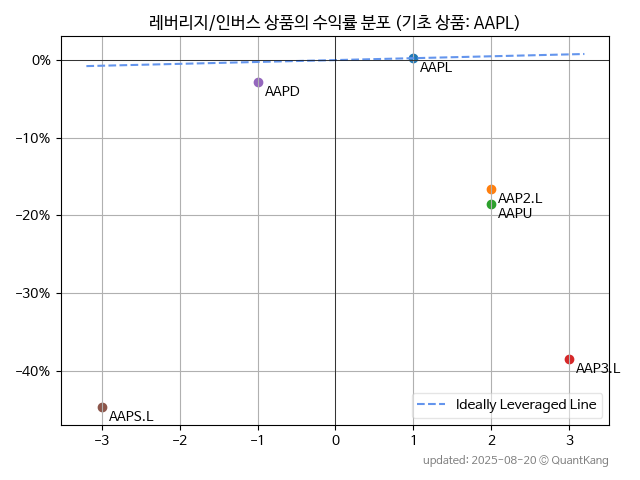 레버리지/인버스 상품의 수익률 분포 (기초 상품: AAPL)
0%
AAPL
AAPD
−10%
AAP2.L
−20%
AAPU
−30%
−40%
AAP3.L
AAPS.L
Ideally Leveraged Line
−3 −2 −1 0 1 2 3
updated: 2025-08-20 © QuantKang